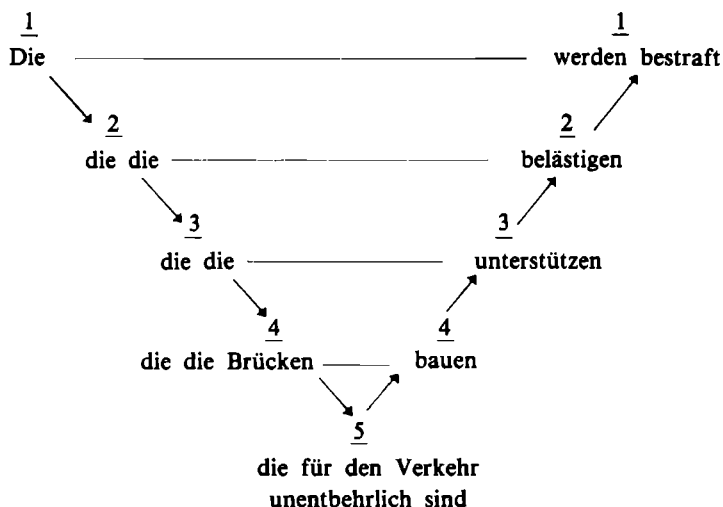 1 1
Die werden bestraft
2 2
die die belästigen
3 3
die die unterstützen
4 4
die die Brücken bauen
5
die für den Verkehr
unentbehrlich sind